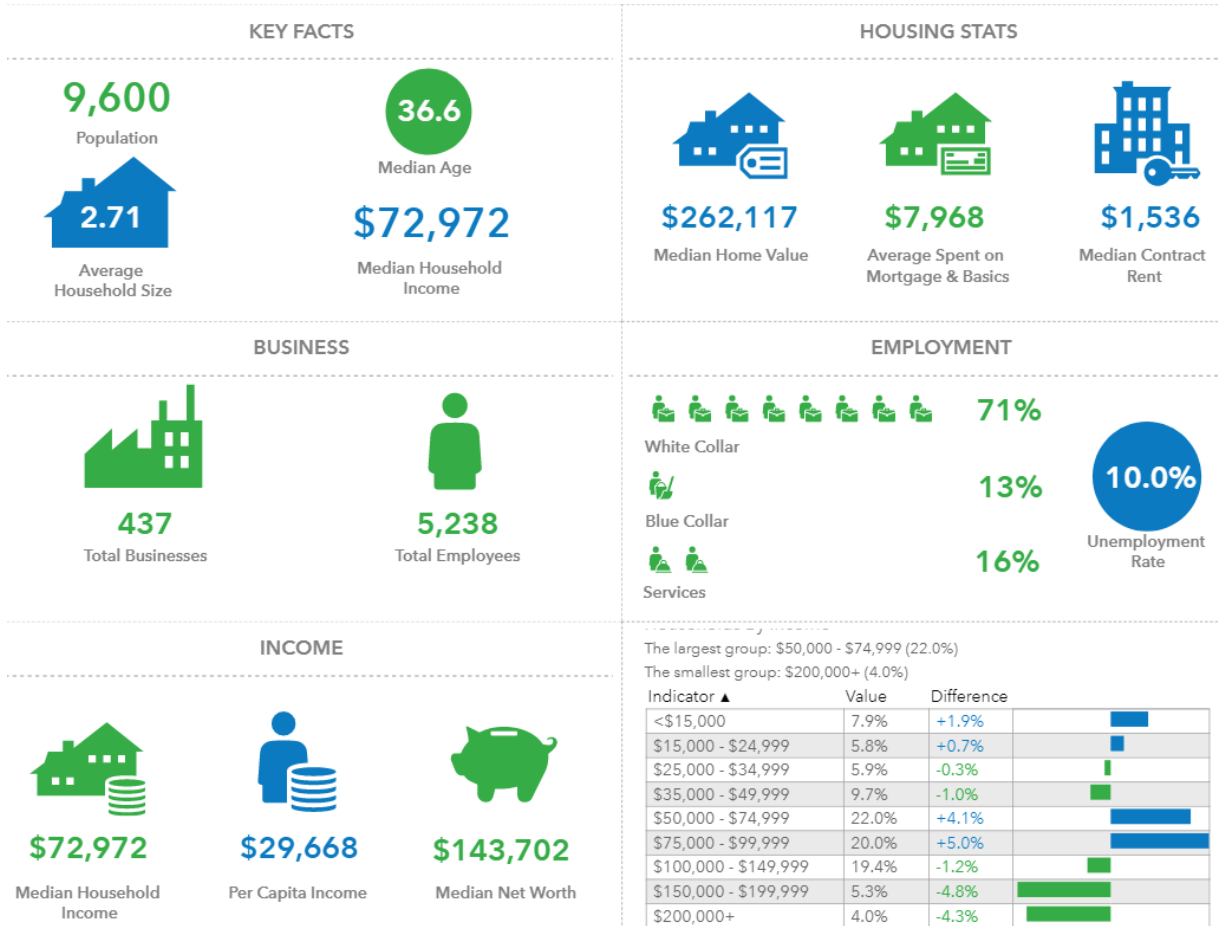 KEY FACTS
9,600
Population
36.6
Median Age
2.71
Average
Household Size
$72,972
Median Household
Income
HOUSING STATS
$262,117
Median Home Value
$7,968
Average Spent on
Mortgage & Basics
$1,536
Median Contract
Rent
BUSINESS
437
Total Businesses
5,238
Total Employees
EMPLOYMENT
71%
White Collar
13%
Blue Collar
16%
Services
10.0%
Unemployment
Rate
INCOME
$72,972
Median Household
Income
$29,668
Per Capita Income
$143,702
Median Net Worth
The largest group: $50,000 - $74,999 (22.0%)
The smallest group: $200,000+ (4.0%)
Indicator ▲ Value Difference
<$15,000 7.9% +1.9%
$15,000 - $24,999 5.8% +0.7%
$25,000 - $34,999 5.9% -0.3%
$35,000 - $49,999 9.7% -1.0%
$50,000 - $74,999 22.0% +4.1%
$75,000 - $99,999 20.0% +5.0%
$100,000 - $149,999 19.4% -1.2%
$150,000 - $199,999 5.3% -4.8%
$200,000+ 4.0% -4.3%